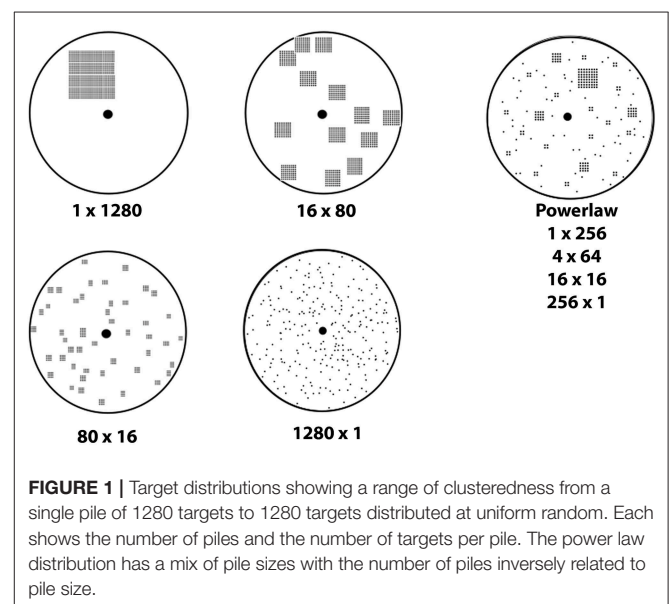 1 x 1280
16 x 80
Powerlaw
1 x 256
4 x 64
16 x 16
256 x 1
80 x 16
1280 x 1
FIGURE 1 | Target distributions showing a range of clusteredness from a
single pile of 1280 targets to 1280 targets distributed at uniform random. Each
shows the number of piles and the number of targets per pile. The power law
distribution has a mix of pile sizes with the number of piles inversely related to
pile size.